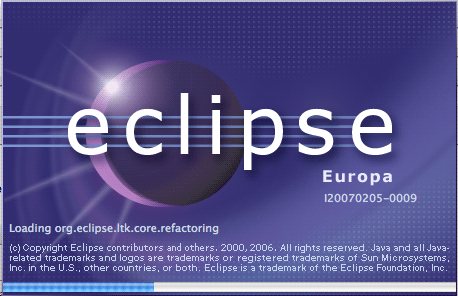 eclipse
Europa
I20070205-0009
Loading org.eclipse.ltk.core.refactoring
(c) Copyright Eclipse contributors and others. 2000, 2006. All rights reserved. Java and all Java-
related trademarks and logos are trademarks or registered trademarks of Sun Microsystems,
Inc. in the U.S., other countries, or both. Eclipse is a trademark of the Eclipse Foundation, Inc.